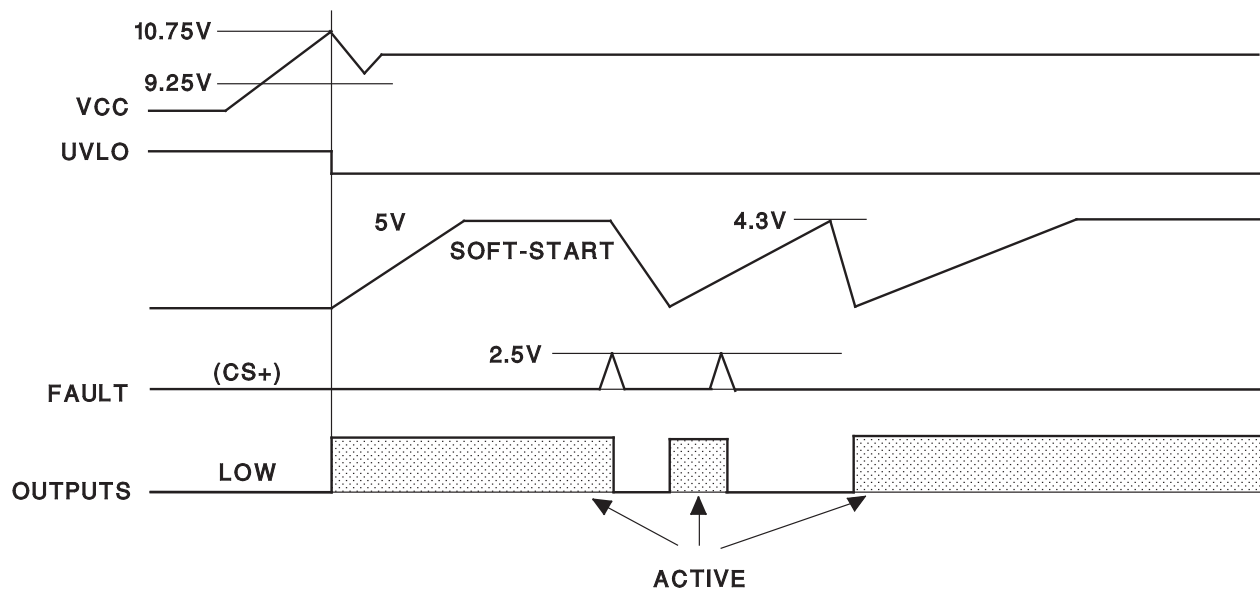 10.75V
9.25V
VCC
UVLO
5V
4.3V
SOFT-START
2.5V
(CS+)
FAULT
LOW
OUTPUTS
ACTIVE